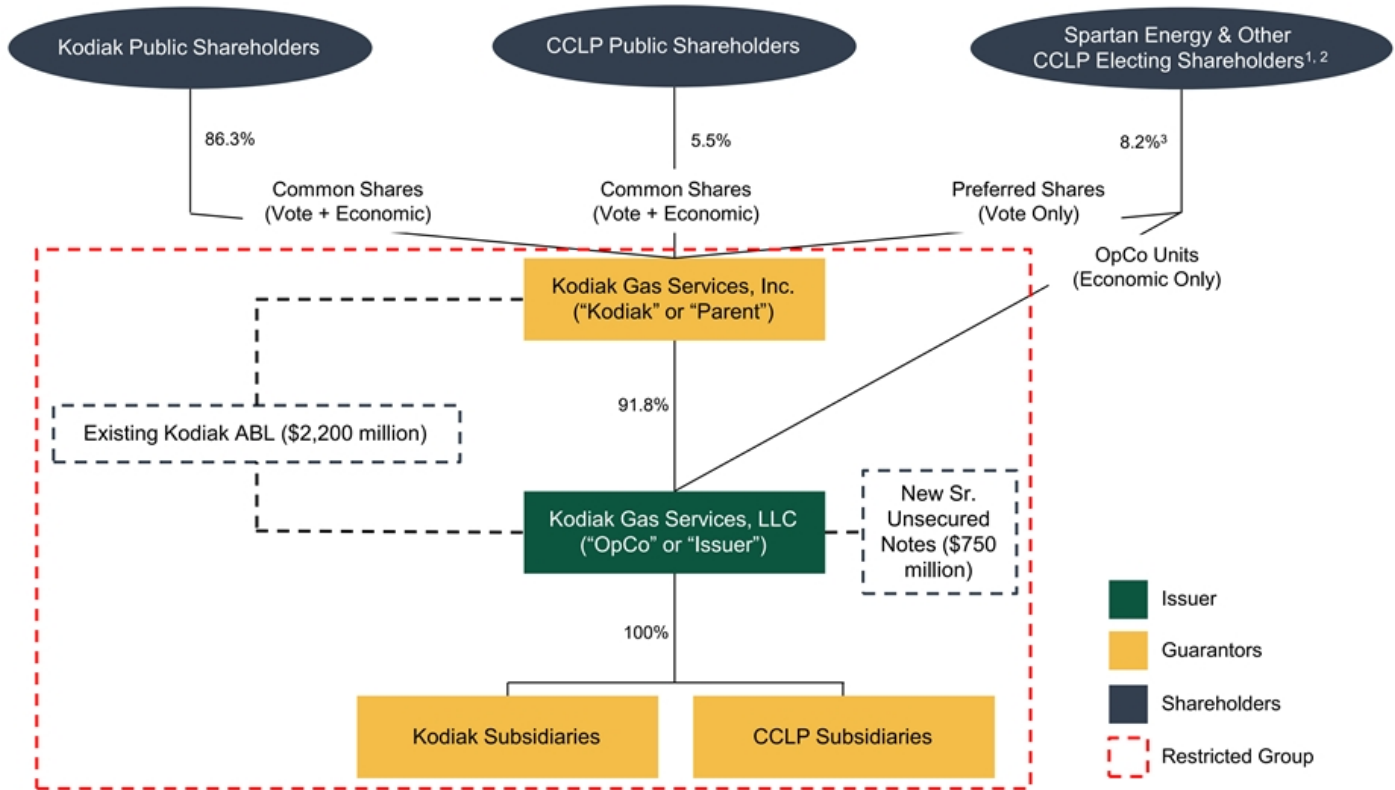 Kodiak Public Shareholders
CCLP Public Shareholders
Spartan Energy & Other
CCLP Electing Shareholders1, 2
86.3%
5.5%
8.2%3
Common Shares
(Vote + Economic)
Common Shares
(Vote + Economic)
Preferred Shares
(Vote Only)
OpCo Units
(Economic Only)
Kodiak Gas Services, Inc.
(“Kodiak” or “Parent”)
91.8%
Existing Kodiak ABL ($2,200 million)
Kodiak Gas Services, LLC
(“OpCo” or “Issuer”)
New Sr.
Unsecured
Notes ($750
million)
100%
Kodiak Subsidiaries
CCLP Subsidiaries
Issuer
Guarantors
Shareholders
Restricted Group